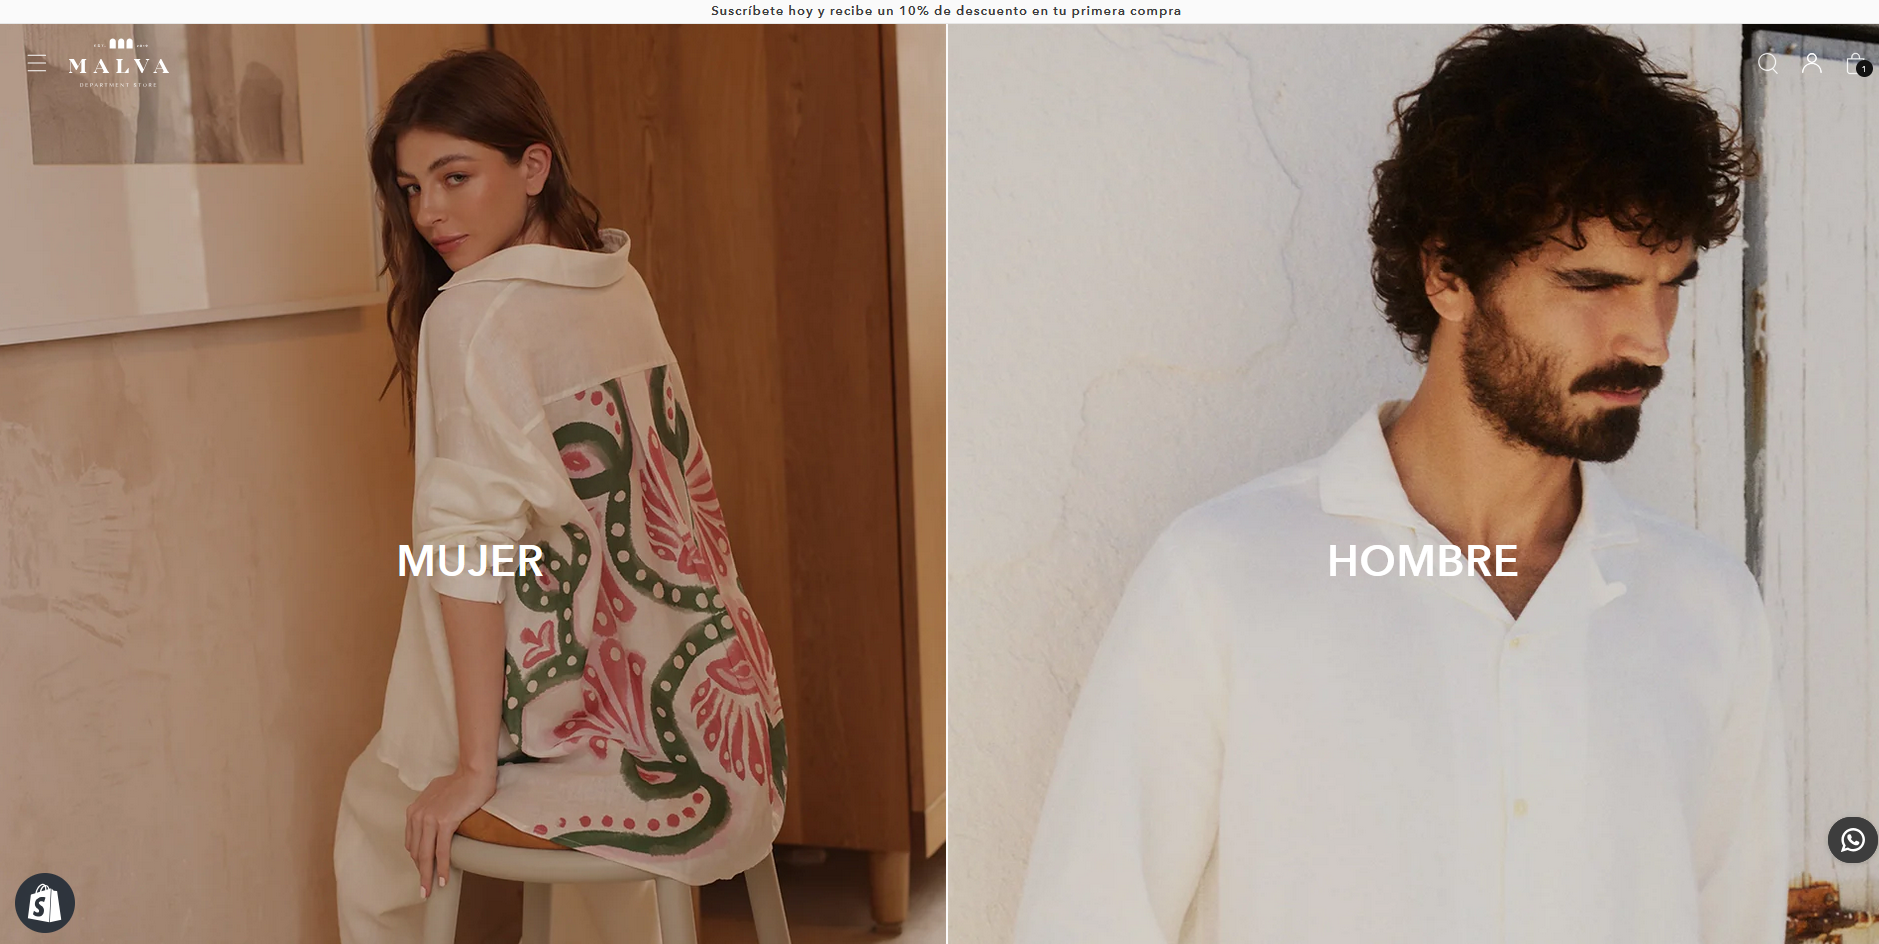 Suscríbete hoy y recibe un 10% de descuento en tu primera compra
MALVA
DEPARTMENT STORE
1
MUJER
HOMBRE